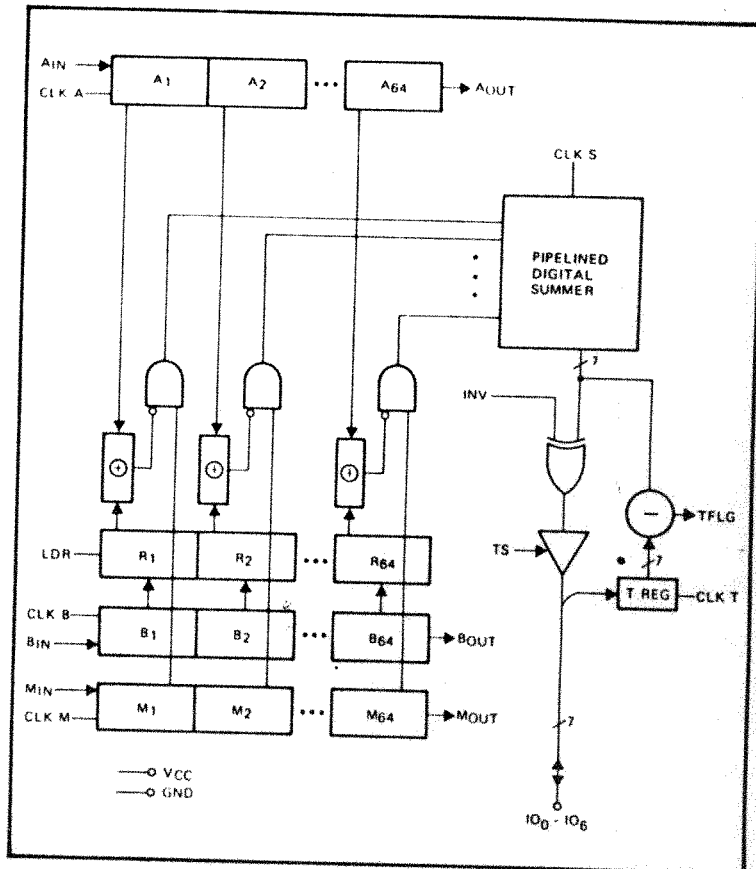 AIN
CLK A
A1
A2
A64
AOUT
CLK S
PIPELINED
DIGITAL
SUMMER
7
INV
TFLG
TS
7
T REG
CLK T
LDR
R1
R2
R64
CLK B
BIN
B1
B2
B64
BOUT
MIN
CLK M
M1
M2
M64
MOUT
7
VCC
GND
IO0 - IO6